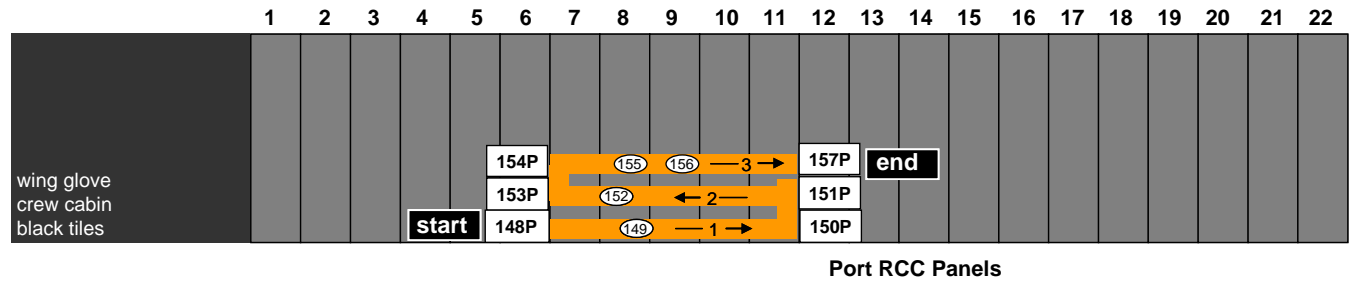 1 2 3 4 5 6 7 8 9 10 11 12 13 14 15 16 17 18 19 20 21 22
154P 155 156 3 157P end
wing glove
153P 152 2 151P
crew cabin
black tiles start 148P 149 1 150P
Port RCC Panels